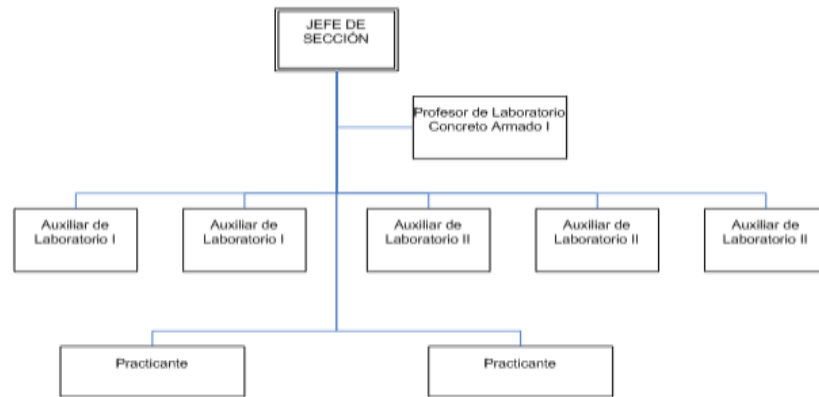 JEFE DE
SECCIÓN
Profesor de Laboratorio
Concreto Armado I
Auxiliar de
Laboratorio I
Auxiliar de
Laboratorio I
Auxiliar de
Laboratorio II
Auxiliar de
Laboratorio II
Auxiliar de
Laboratorio II
Practicante
Practicante